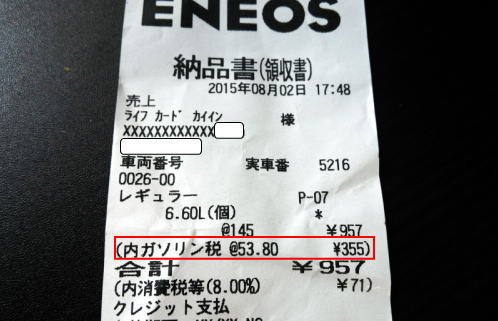 ENEOS
納品書(領収書)
2015年08月02日 17:48
売上
ライフ カード カイイン
XXXXXXXXXXXX 様
車両番号 実車番 5216
0026-00
レギュラー P-07
6.60L(個) *
@145 ¥957
(内ガソリン税 @53.80 ¥355)
合計 ¥957
(内消費税等(8.00%) ¥71)
クレジット支払